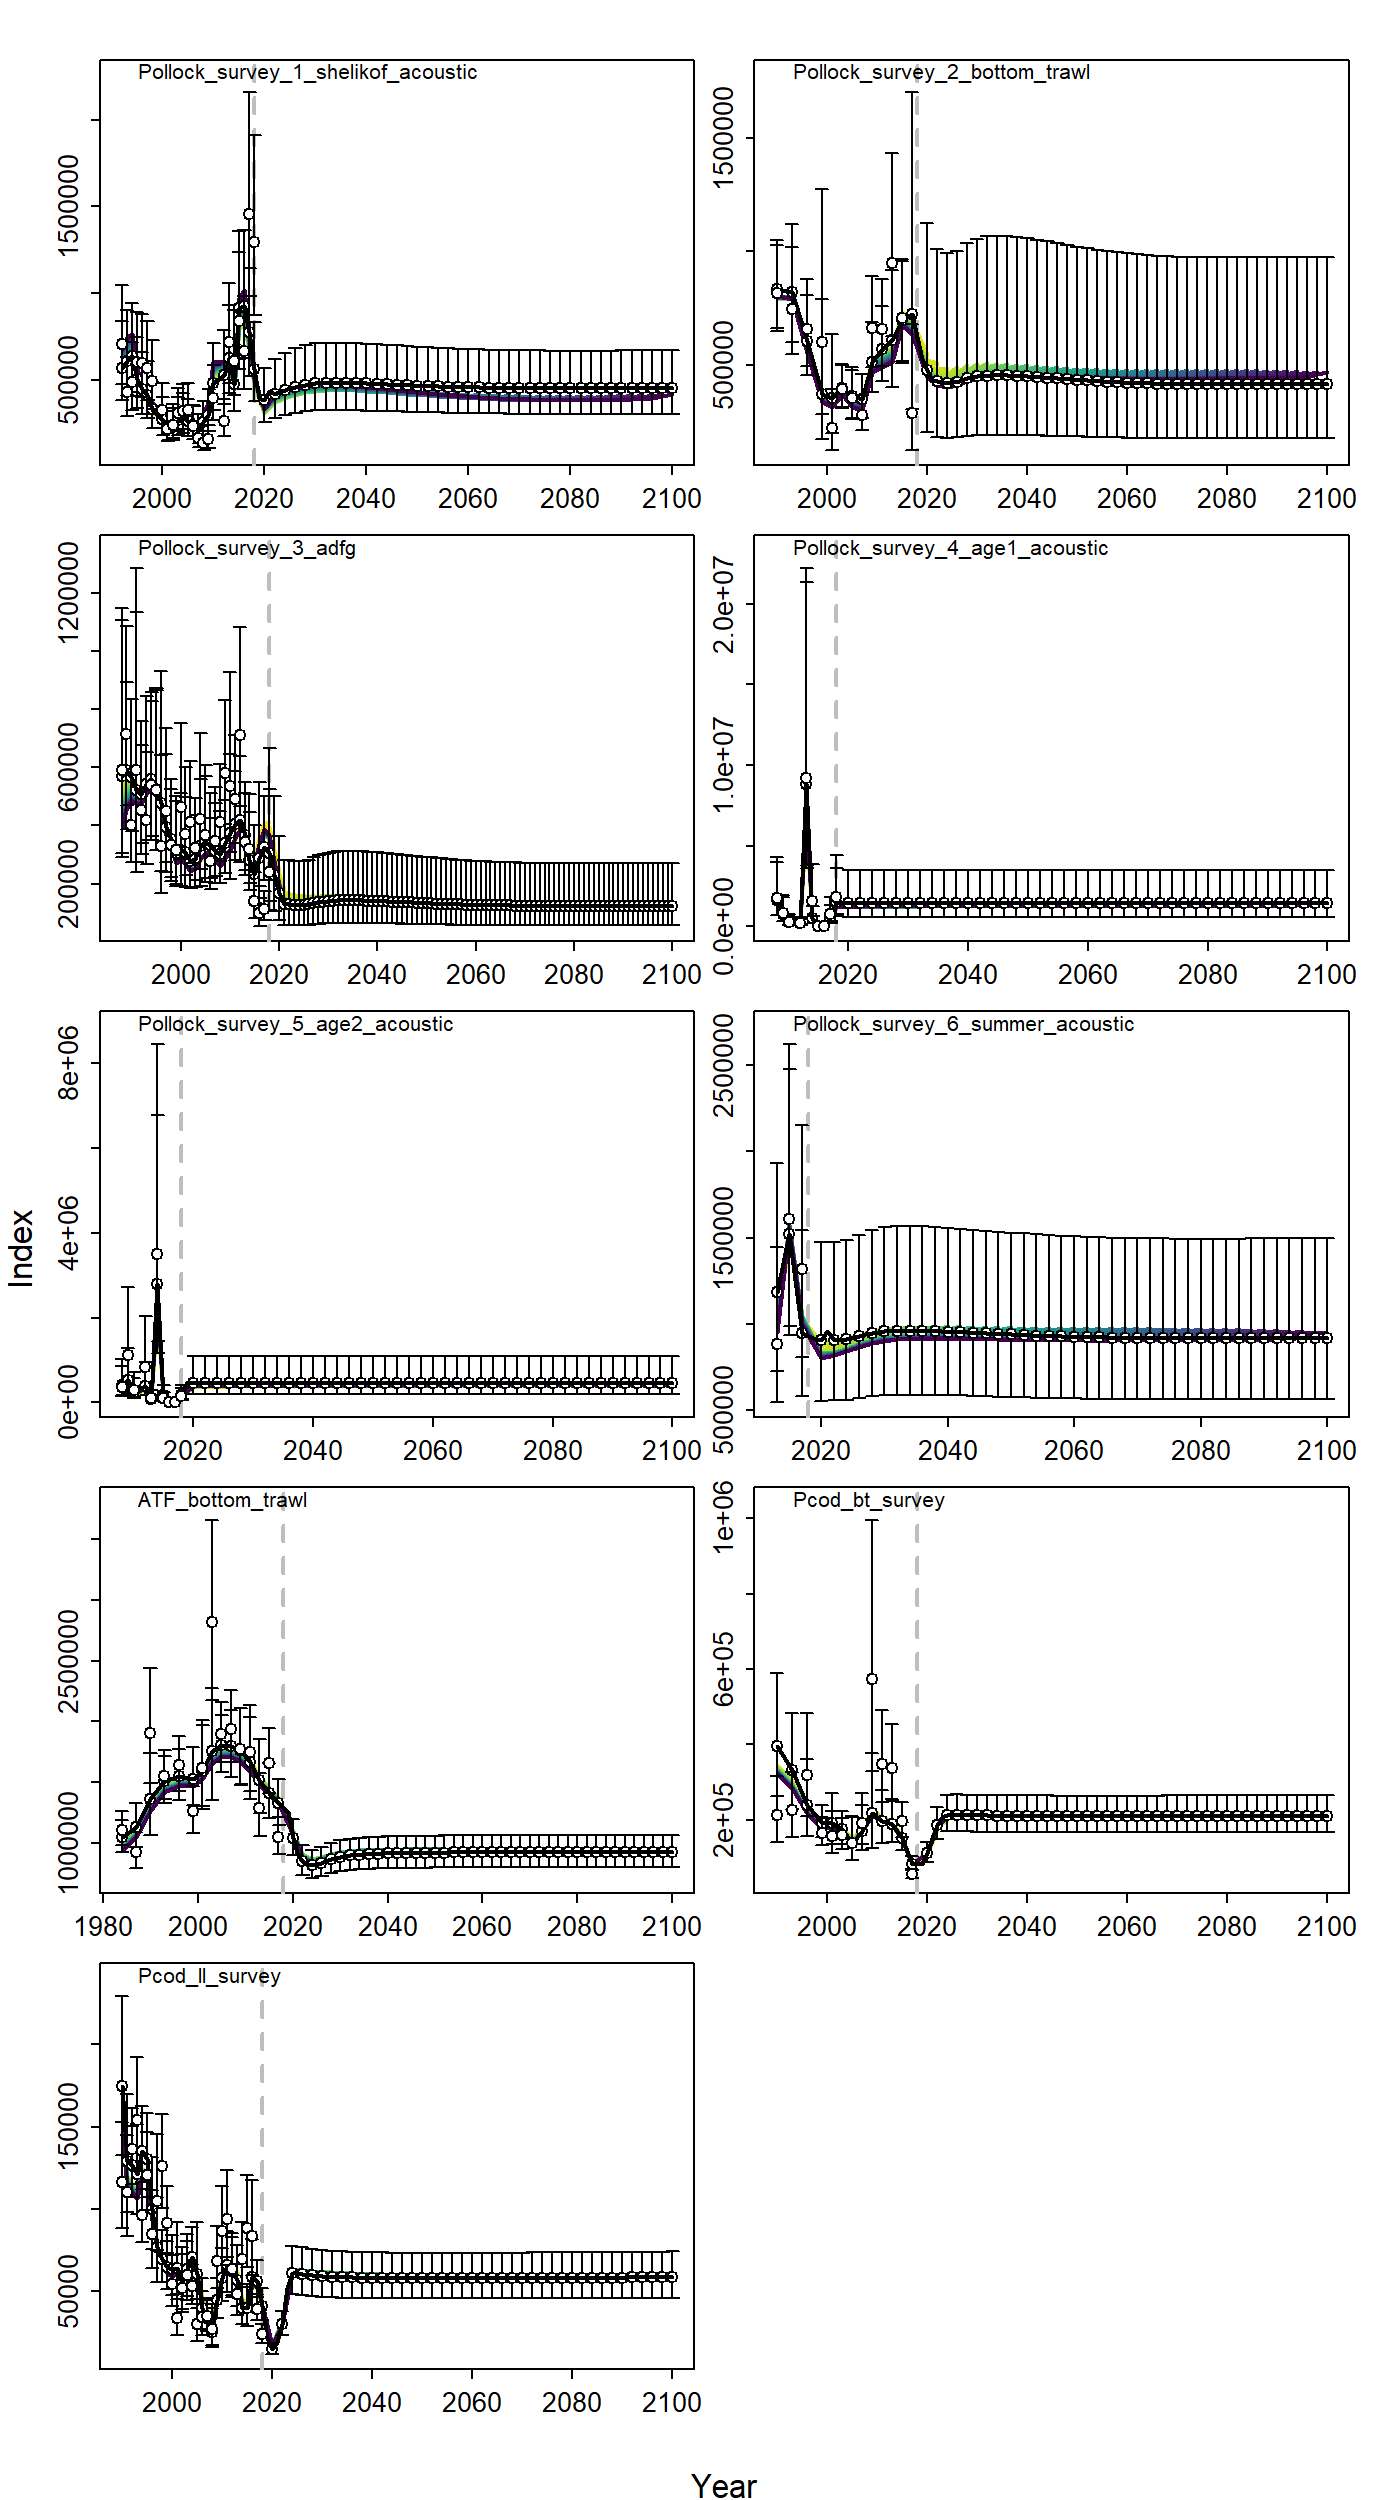 Pollock_survey_1_shelikof_acoustic
500000 1500000
2000 2020 2040 2060 2080 2100
Pollock_survey_2_bottom_trawl
500000 1500000
2000 2020 2040 2060 2080 2100
Pollock_survey_3_adfg
200000 600000 1200000
2000 2020 2040 2060 2080 2100
Pollock_survey_4_age1_acoustic
0.0e+00 1.0e+07 2.0e+07
2020 2040 2060 2080 2100
Pollock_survey_5_age2_acoustic
0e+00 4e+06 8e+06
2020 2040 2060 2080 2100
Pollock_survey_6_summer_acoustic
500000 1500000 2500000
2020 2040 2060 2080 2100
Index
ATF_bottom_trawl
1000000 2500000
1980 2000 2020 2040 2060 2080 2100
Pcod_bt_survey
2e+05 6e+05 1e+06
2000 2020 2040 2060 2080 2100
Pcod_ll_survey
50000 150000
2000 2020 2040 2060 2080 2100
Year